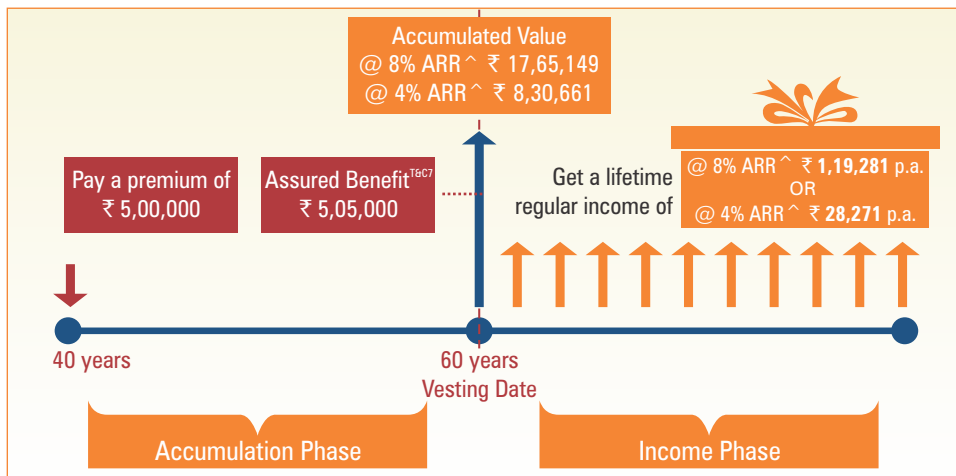 Accumulated Value
@ 8% ARR^ ₹ 17,65,149
@ 4% ARR^ ₹ 8,30,661
Pay a premium of
₹ 5,00,000
Assured Benefit T&C7
₹ 5,05,000
Get a lifetime
regular income of
@ 8% ARR^ ₹ 1,19,281 p.a.
OR
@ 4% ARR^ ₹ 28,271 p.a.
40 years
60 years
Vesting Date
Accumulation Phase
Income Phase